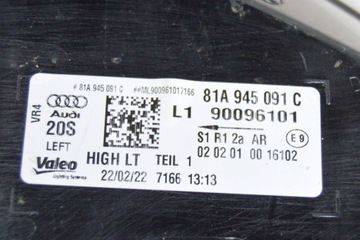 # 81A 945 091 C ##ML900961017166
81A 945 091 C
L1 90096101
VR4
Audi
20S
LEFT
S1 R1 2a AR E9
02 02 01 00 16102
HIGH LT TEIL 1
Valeo
Lighting Systems
22/02/22 7166 13:13